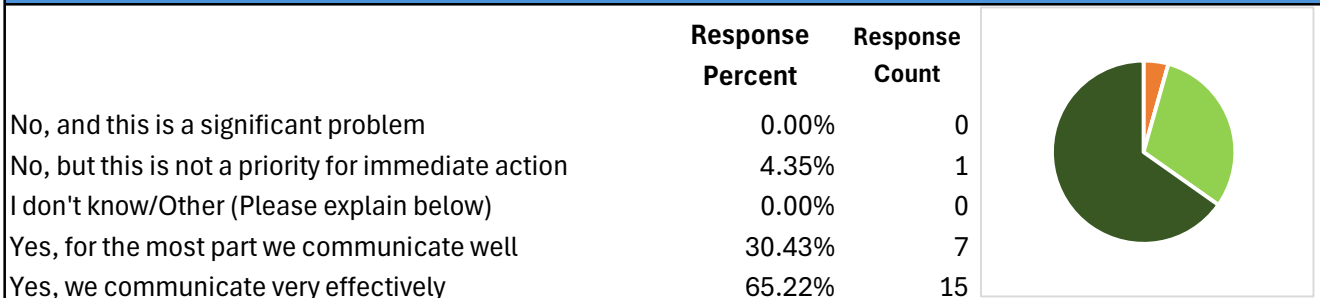 Response Percent Response Count
No, and this is a significant problem 0.00% 0
No, but this is not a priority for immediate action 4.35% 1
I don't know/Other (Please explain below) 0.00% 0
Yes, for the most part we communicate well 30.43% 7
Yes, we communicate very effectively 65.22% 15